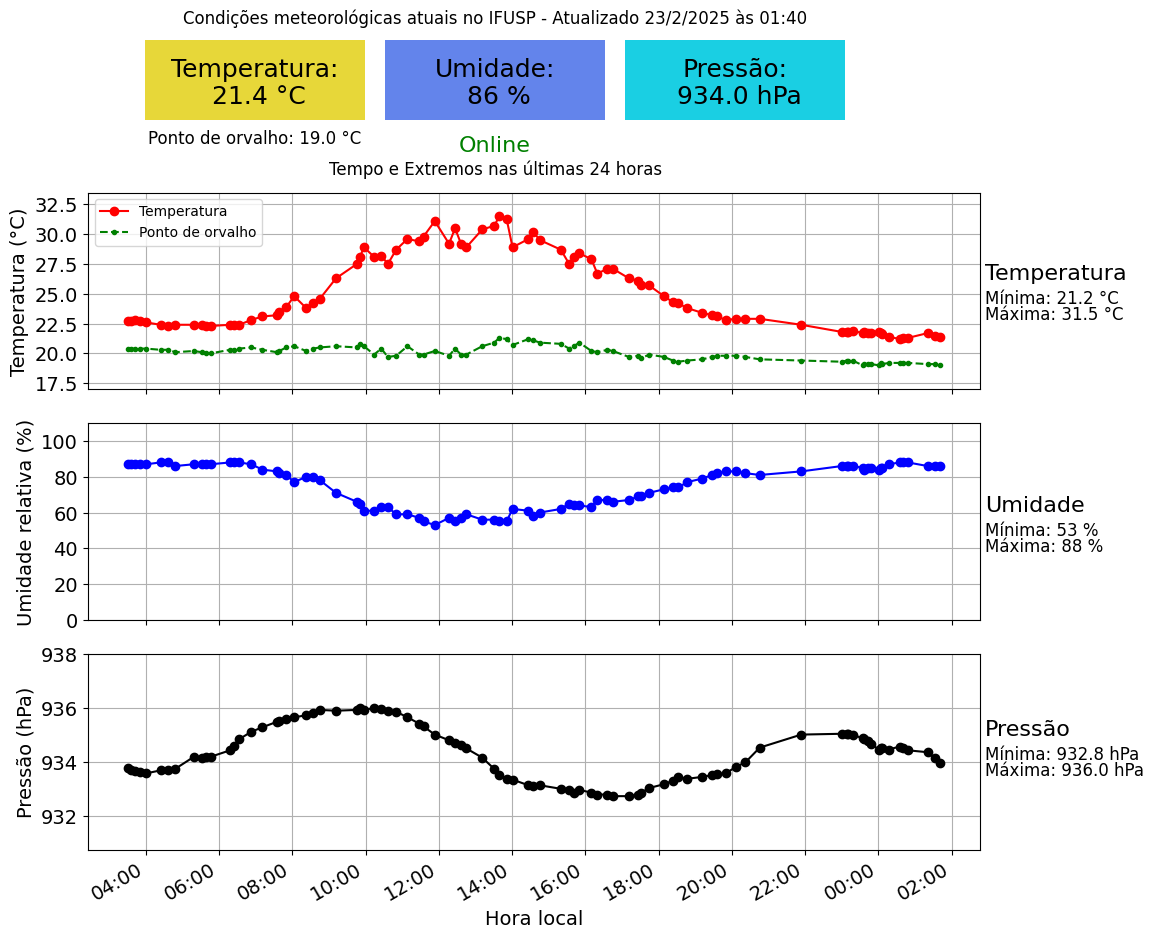 Condições meteorológicas atuais no IFUSP - Atualizado 23/2/2025 às 01:40
Temperatura:
21.4 °C
Umidade:
86 %
Pressão:
934.0 hPa
Ponto de orvalho: 19.0 °C
Online
Tempo e Extremos nas últimas 24 horas
Temperatura (°C)
32.5
30.0
27.5
25.0
22.5
20.0
17.5
Temperatura
Ponto de orvalho
Temperatura
Mínima: 21.2 °C
Máxima: 31.5 °C
Umidade relativa (%)
100
80
60
40
20
0
Umidade
Mínima: 53 %
Máxima: 88 %
Pressão (hPa)
938
936
934
932
Pressão
Mínima: 932.8 hPa
Máxima: 936.0 hPa
04:00
06:00
08:00
10:00
12:00
14:00
16:00
18:00
20:00
22:00
00:00
02:00
Hora local